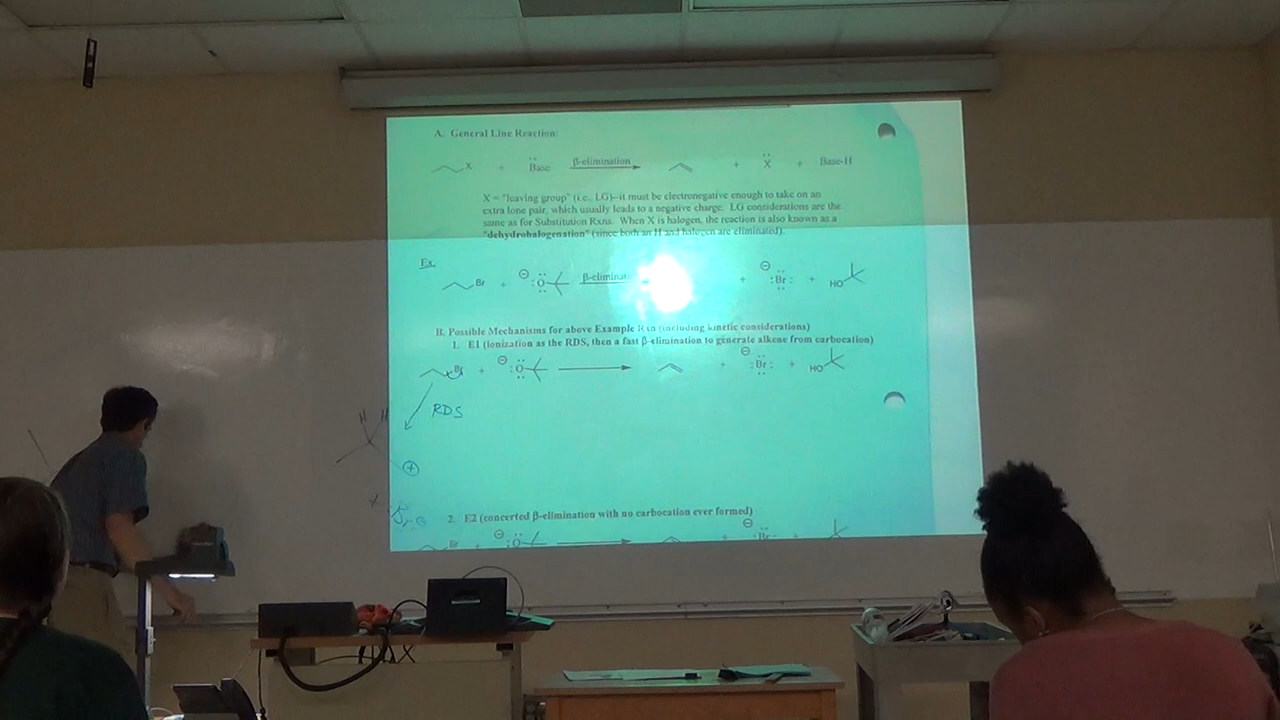 A. General Line Reaction:
X + Base β-elimination + X + Base-H
X = "leaving group" (i.e., LG)--it must be electronegative enough to take on an
extra lone pair, which usually leads to a negative charge. LG considerations are the
same as for Substitution Rxns. When X is halogen, the reaction is also known as a
"dehydrohalogenation" (since both an H and halogen are eliminated).
Ex.
Br + ⊖ :O β-eliminat + ⊖ :Br: + HO
B. Possible Mechanisms for above Example Rxn (including kinetic considerations)
1. E1 (ionization as the RDS, then a fast β-elimination to generate alkene from carbocation)
Br + ⊖ :O + ⊖ :Br: + HO
RDS
H H
⊕
2. E2 (concerted β-elimination with no carbocation ever formed)
Br + ⊖ :O + ⊖ :Br: